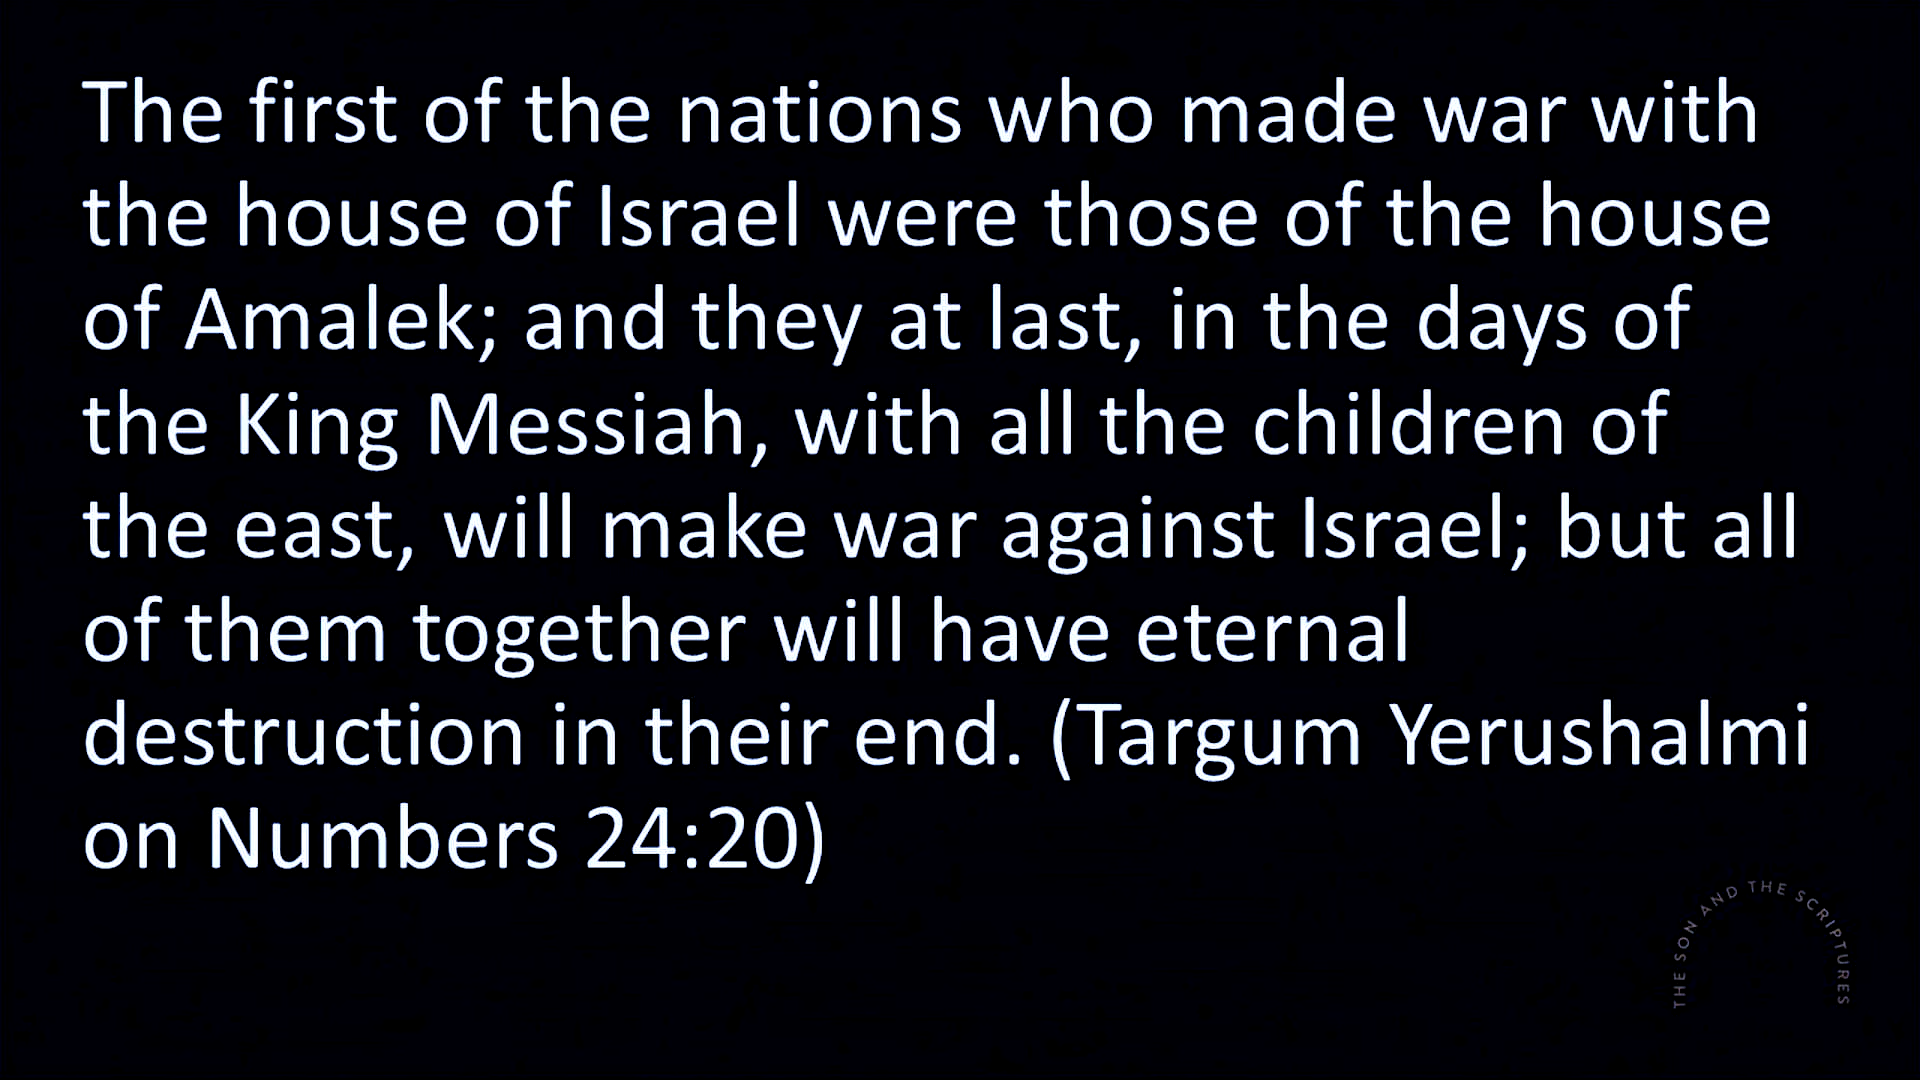 The first of the nations who made war with
the house of Israel were those of the house
of Amalek; and they at last, in the days of
the King Messiah, with all the children of
the east, will make war against Israel; but all
of them together will have eternal
destruction in their end. (Targum Yerushalmi
on Numbers 24:20)
THE SON AND THE SCRIPTURES